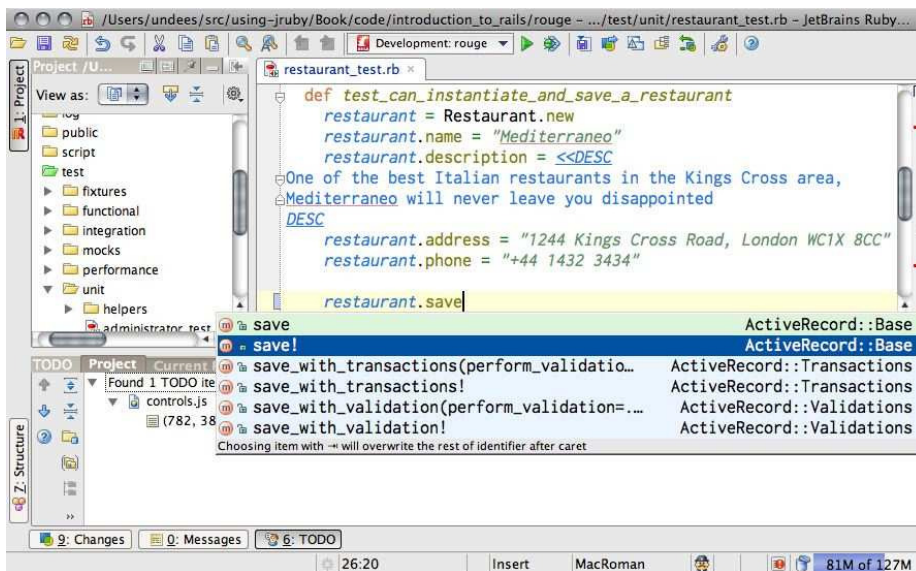 /Users/undees/src/using-jruby/Book/code/introduction_to_rails/rouge - .../test/unit/restaurant_test.rb - JetBrains Ruby...
Development: rouge
1: Project
Project /U...
restaurant_test.rb
View as:
log
public
script
test
fixtures
functional
integration
mocks
performance
unit
helpers
administrator_test
def test_can_instantiate_and_save_a_restaurant
restaurant = Restaurant.new
restaurant.name = "Mediterraneo"
restaurant.description = <<DESC
One of the best Italian restaurants in the Kings Cross area,
Mediterraneo will never leave you disappointed
DESC
restaurant.address = "1244 Kings Cross Road, London WC1X 8CC"
restaurant.phone = "+44 1432 3434"
restaurant.save
save ActiveRecord::Base
save! ActiveRecord::Base
save_with_transactions(perform_validatio… ActiveRecord::Transactions
save_with_transactions! ActiveRecord::Transactions
save_with_validation(perform_validation=.… ActiveRecord::Validations
save_with_validation! ActiveRecord::Validations
Choosing item with ⇥ will overwrite the rest of identifier after caret
TODO Project Current
Found 1 TODO ite
controls.js
(782, 38
Z: Structure
9: Changes
0: Messages
6: TODO
26:20 Insert MacRoman 81M of 127M